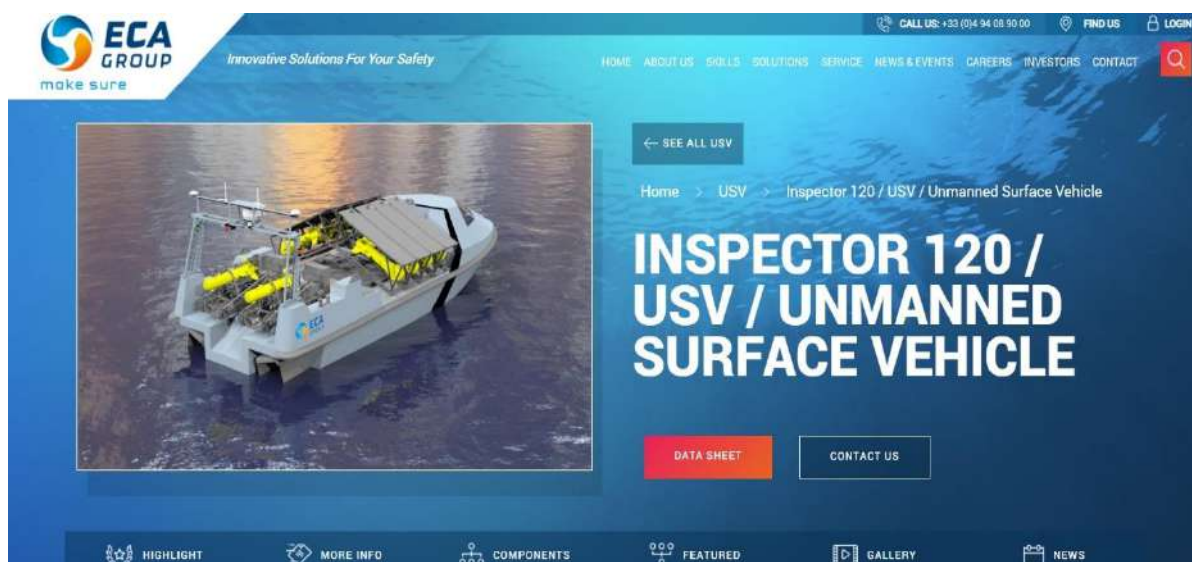 ECA
GROUP
make sure
CALL US: +33 (0)4 94 08 90 00
FIND US
LOGIN
Innovative Solutions For Your Safety
HOME ABOUT US SKILLS SOLUTIONS SERVICE NEWS & EVENTS CAREERS INVESTORS CONTACT
← SEE ALL USV
Home > USV > Inspector 120 / USV / Unmanned Surface Vehicle
INSPECTOR 120 /
USV / UNMANNED
SURFACE VEHICLE
ECA
DATA SHEET
CONTACT US
HIGHLIGHT
MORE INFO
COMPONENTS
FEATURED
GALLERY
NEWS